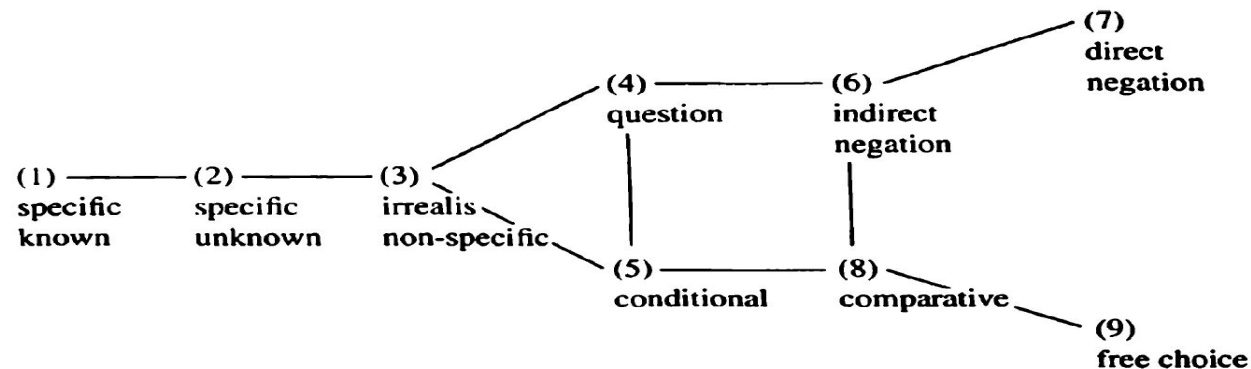 (7)
direct
negation
(4)
question
(6)
indirect
negation
(1)
specific
known
(2)
specific
unknown
(3)
irrealis
non-specific
(5)
conditional
(8)
comparative
(9)
free choice